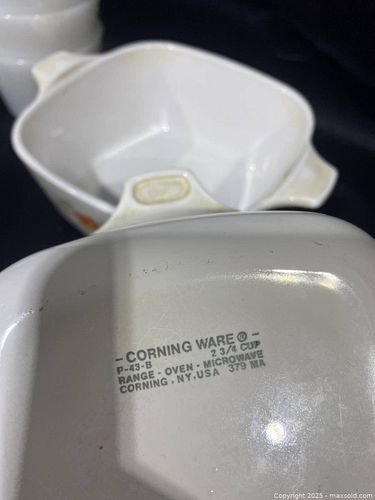 - CORNING WARE ® -
P-43-B 2 3/4 CUP
RANGE - OVEN - MICROWAVE
CORNING, NY, USA 379 MA
Copyright 2025 - maxsold.com